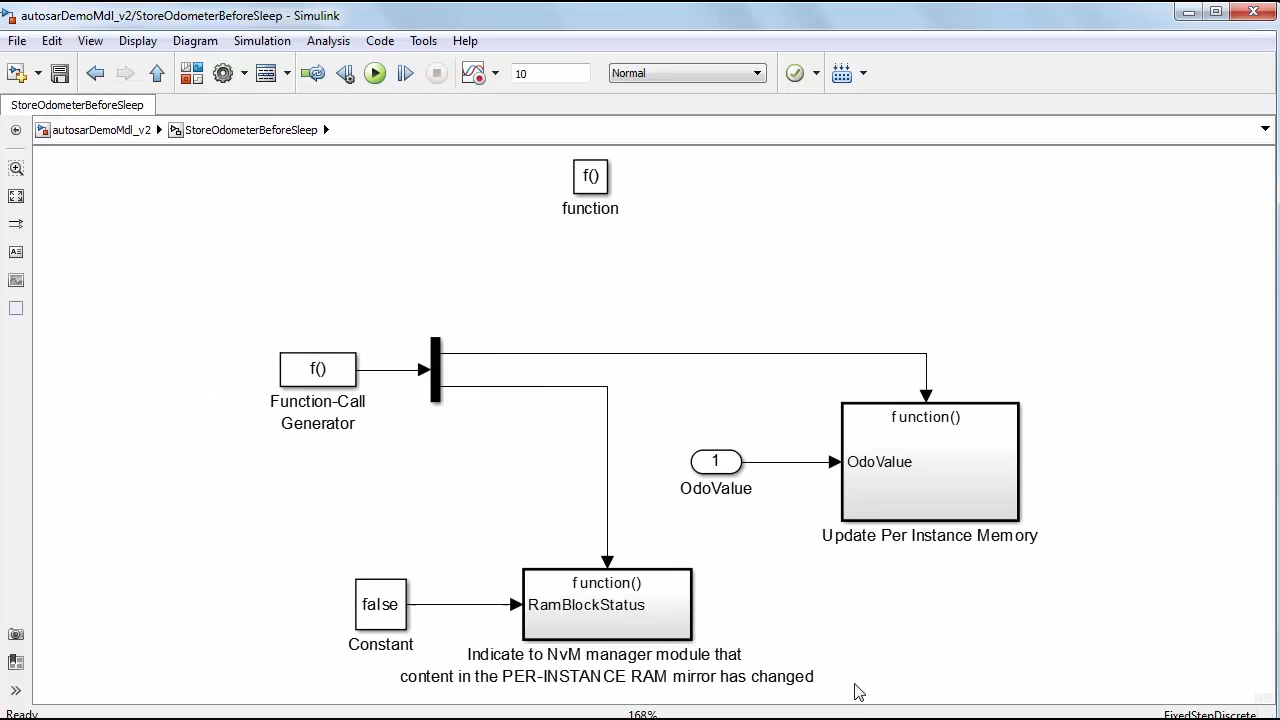 autosarDemoMdl_v2/StoreOdometerBeforeSleep - Simulink
File Edit View Display Diagram Simulation Analysis Code Tools Help
10 Normal
StoreOdometerBeforeSleep
autosarDemoMdl_v2 StoreOdometerBeforeSleep
f()
function
f()
Function-Call
Generator
function()
1
OdoValue
OdoValue
Update Per Instance Memory
function()
false
RamBlockStatus
Constant
Indicate to NvM manager module that
content in the PER-INSTANCE RAM mirror has changed
Ready 168% FixedStepDiscrete